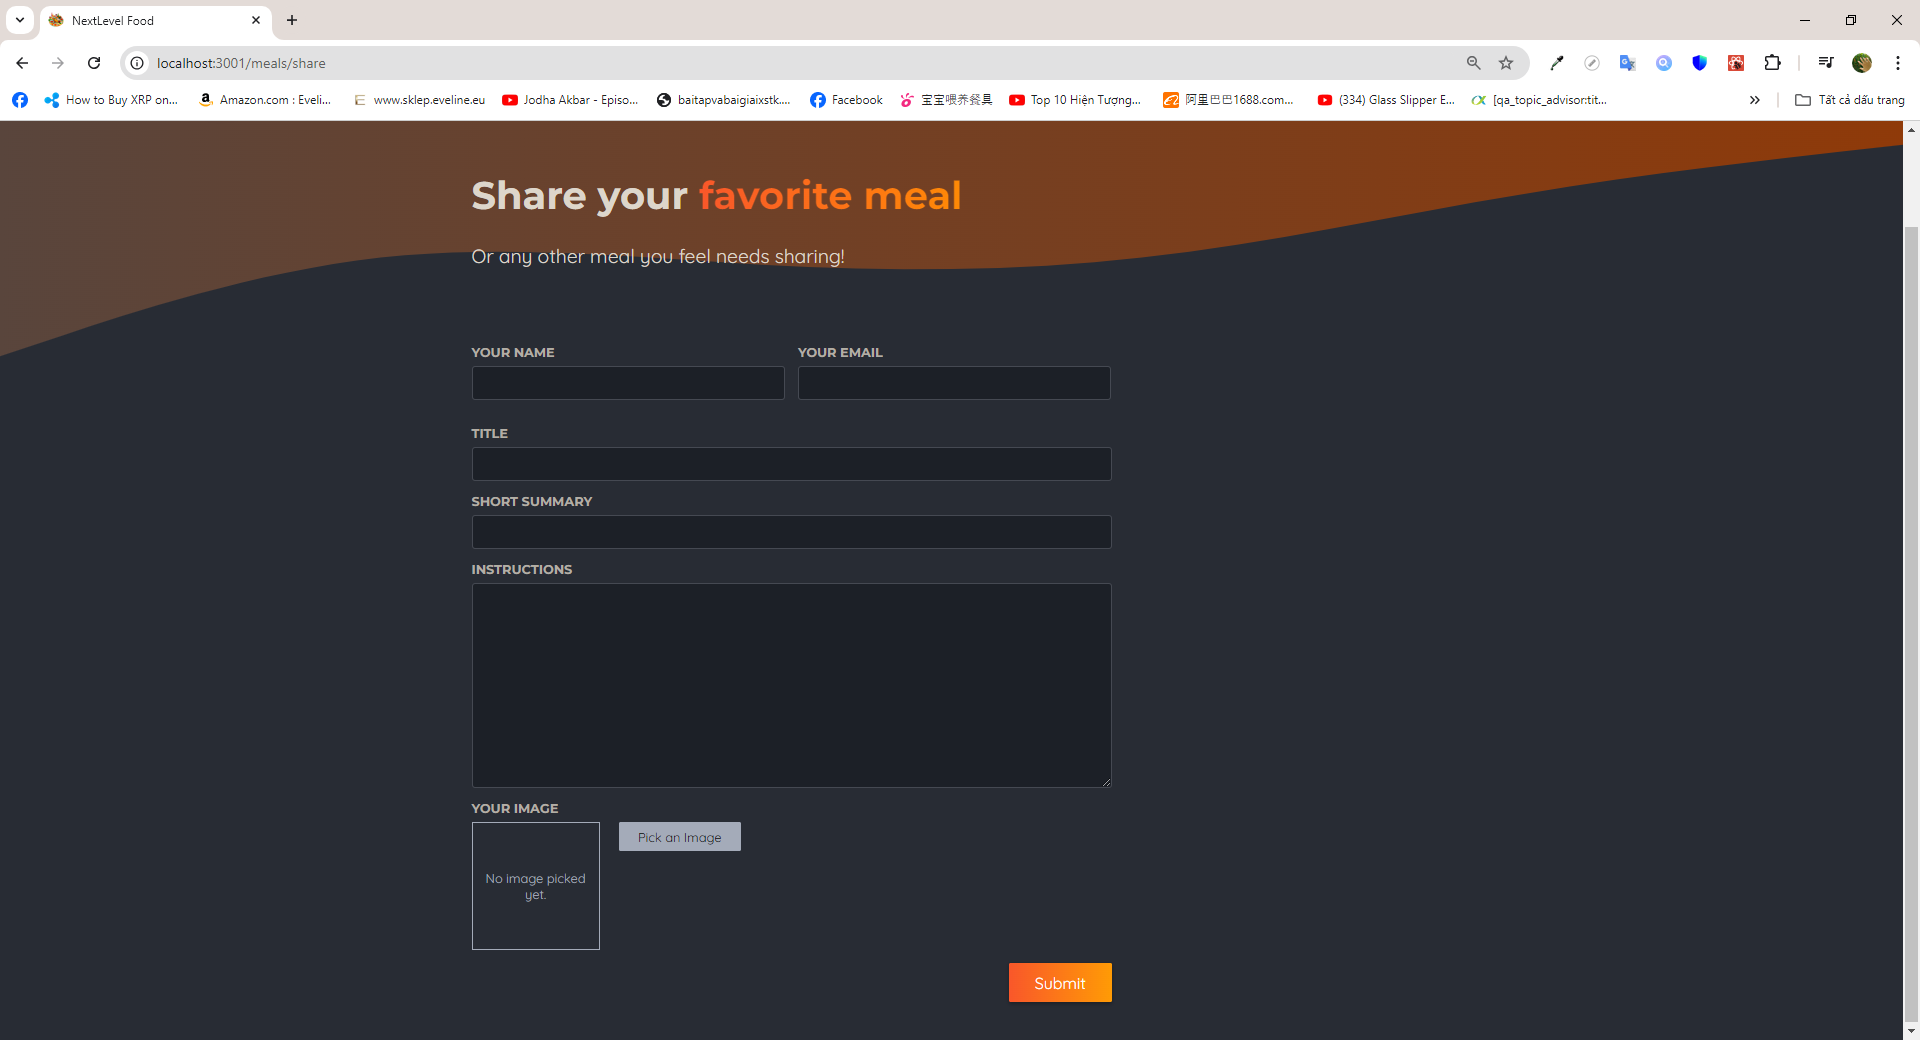 NextLevel Food
localhost:3001/meals/share
How to Buy XRP on...
Amazon.com : Eveli...
www.sklep.eveline.eu
Jodha Akbar - Episo...
baitapvabaigiaixstk....
Facebook
宝宝喂养餐具
Top 10 Hiện Tượng...
阿里巴巴1688.com...
(334) Glass Slipper E...
[qa_topic_advisor:tit...
Tất cả dấu trang
Share your favorite meal
Or any other meal you feel needs sharing!
YOUR NAME
YOUR EMAIL
TITLE
SHORT SUMMARY
INSTRUCTIONS
YOUR IMAGE
No image picked
yet.
Pick an Image
Submit